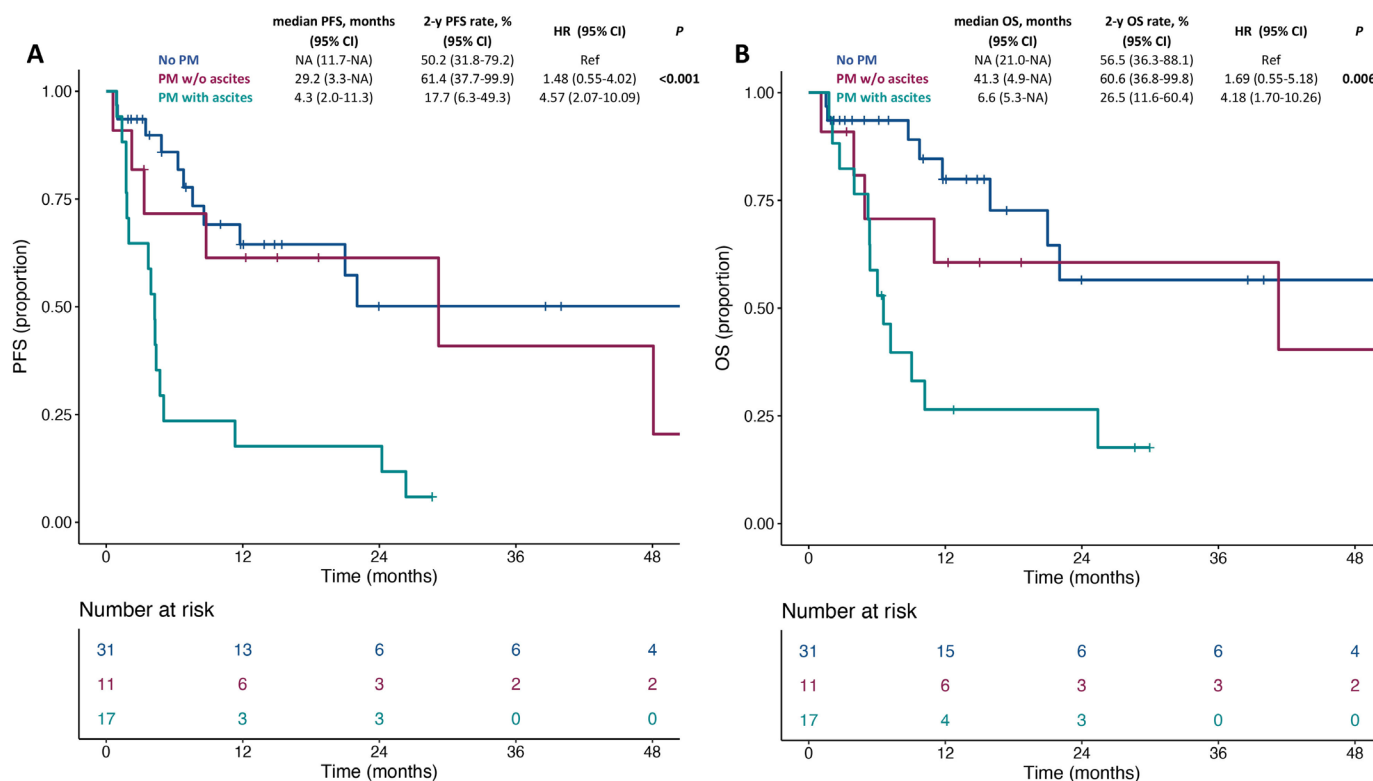 A
median PFS, months 2-y PFS rate, % HR (95% CI) P
(95% CI) (95% CI)
No PM NA (11.7-NA) 50.2 (31.8-79.2) Ref
PM w/o ascites 29.2 (3.3-NA) 61.4 (37.7-99.9) 1.48 (0.55-4.02) <0.001
PM with ascites 4.3 (2.0-11.3) 17.7 (6.3-49.3) 4.57 (2.07-10.09)
1.00
0.75
0.50
0.25
0.00
PFS (proportion)
0 12 24 36 48
Time (months)
Number at risk
31 13 6 6 4
11 6 3 2 2
17 3 3 0 0
0 12 24 36 48
Time (months)
B
median OS, months 2-y OS rate, % HR (95% CI) P
(95% CI) (95% CI)
No PM NA (21.0-NA) 56.5 (36.3-88.1) Ref
PM w/o ascites 41.3 (4.9-NA) 60.6 (36.8-99.8) 1.69 (0.55-5.18) 0.006
PM with ascites 6.6 (5.3-NA) 26.5 (11.6-60.4) 4.18 (1.70-10.26)
1.00
0.75
0.50
0.25
0.00
OS (proportion)
0 12 24 36 48
Time (months)
Number at risk
31 15 6 6 4
11 6 3 3 2
17 4 3 0 0
0 12 24 36 48
Time (months)